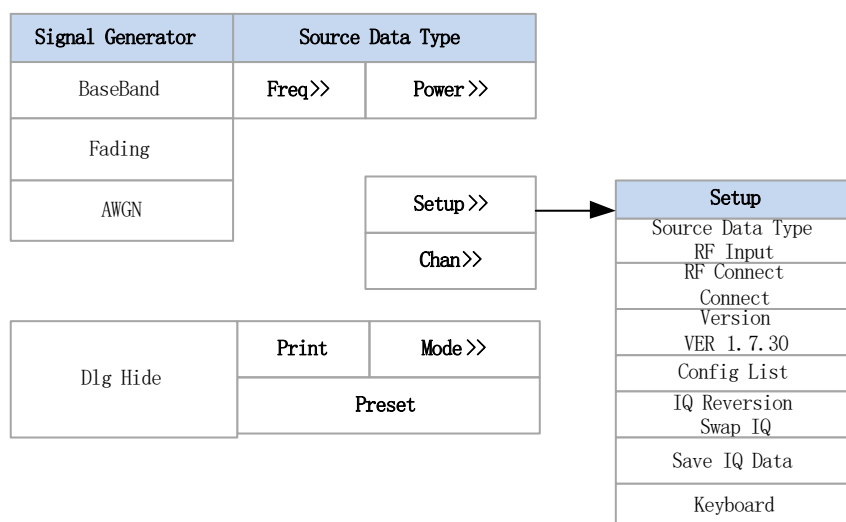 Signal Generator
Source Data Type
BaseBand
Freq>>
Power>>
Fading
AWGN
Setup>>
Chan>>
Dlg Hide
Print
Mode>>
Preset
Setup
Source Data Type
RF Input
RF Connect
Connect
Version
VER 1.7.30
Config List
IQ Reversion
Swap IQ
Save IQ Data
Keyboard